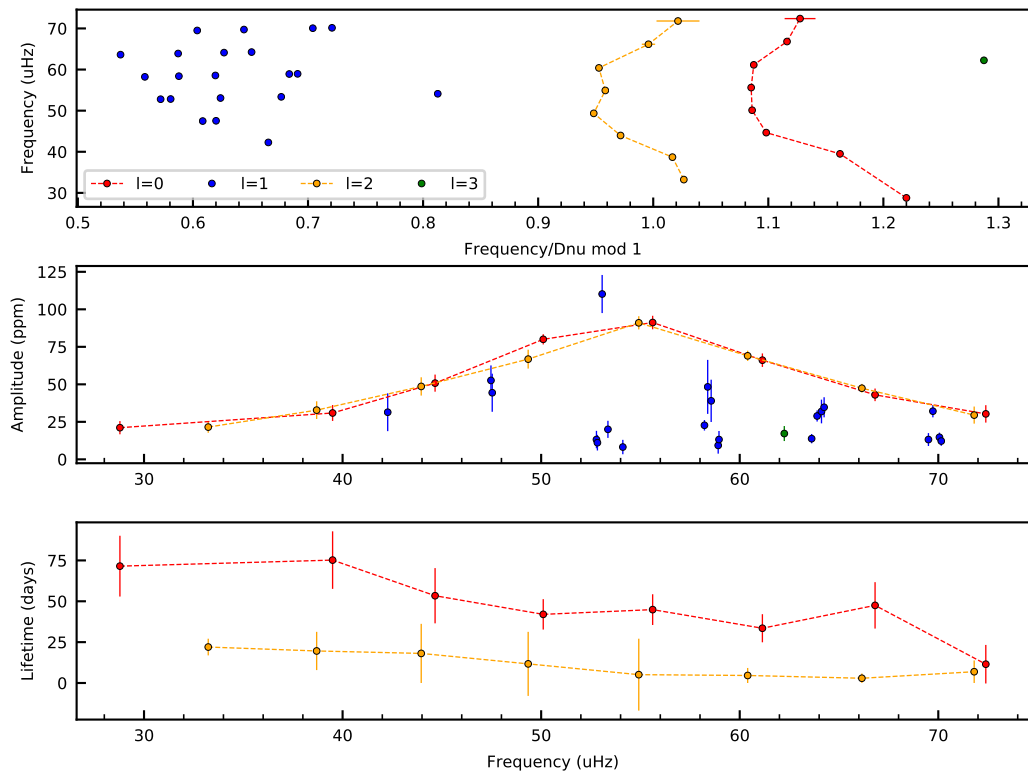 70
60
50
40
30
Frequency (uHz)
l=0 l=1 l=2 l=3
0.5 0.6 0.7 0.8 0.9 1.0 1.1 1.2 1.3
Frequency/Dnu mod 1
125
100
75
50
25
0
Amplitude (ppm)
30 40 50 60 70
75
50
25
0
Lifetime (days)
30 40 50 60 70
Frequency (uHz)